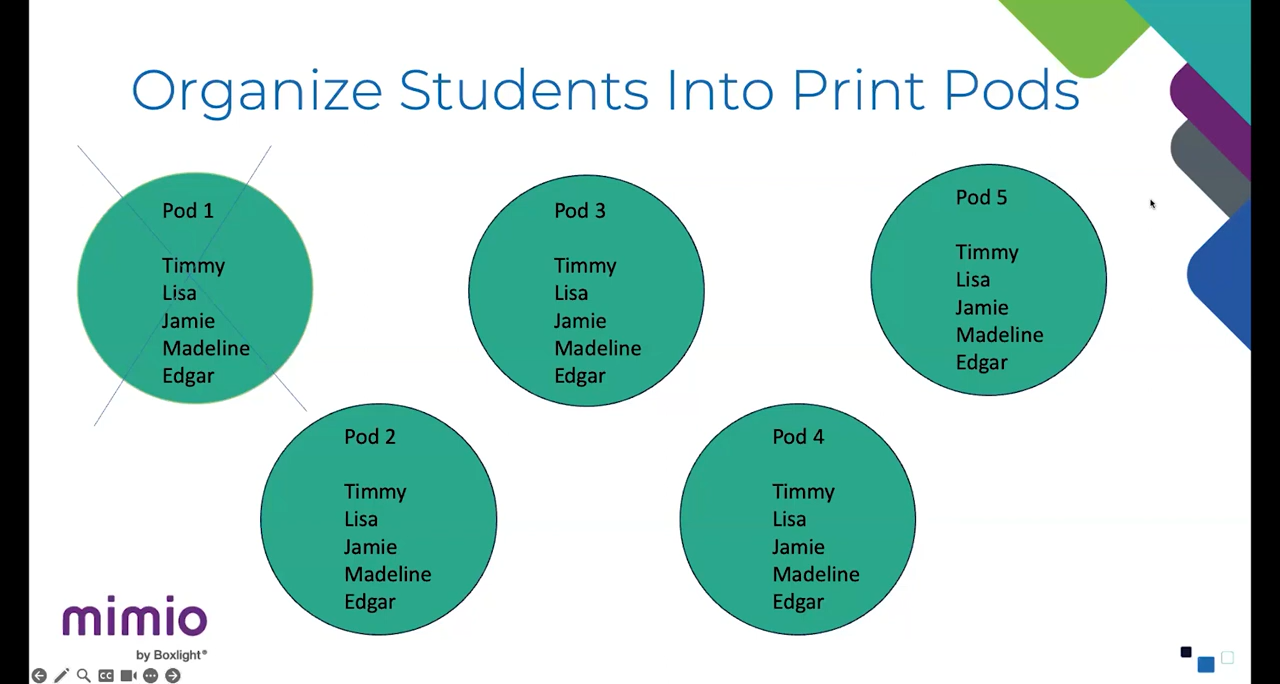 Organize Students Into Print Pods
Pod 1
Timmy
Lisa
Jamie
Madeline
Edgar
Pod 3
Timmy
Lisa
Jamie
Madeline
Edgar
Pod 5
Timmy
Lisa
Jamie
Madeline
Edgar
Pod 2
Timmy
Lisa
Jamie
Madeline
Edgar
Pod 4
Timmy
Lisa
Jamie
Madeline
Edgar
mimio
by Boxlight®
CC